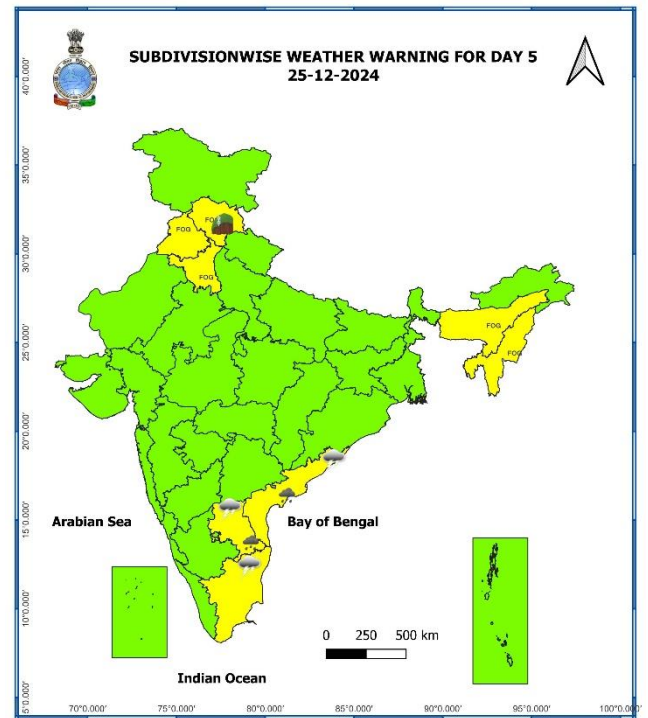 SUBDIVISIONWISE WEATHER WARNING FOR DAY 5
25-12-2024
40°0.000'
35°0.000'
30°0.000'
25°0.000'
20°0.000'
15°0.000'
10°0.000'
5°0.000'
FOG
FOG
FOG
FOG
FOG
Arabian Sea
Bay of Bengal
0 250 500 km
Indian Ocean
70°0.000' 75°0.000' 80°0.000' 85°0.000' 90°0.000' 95°0.000' 100°0.000'